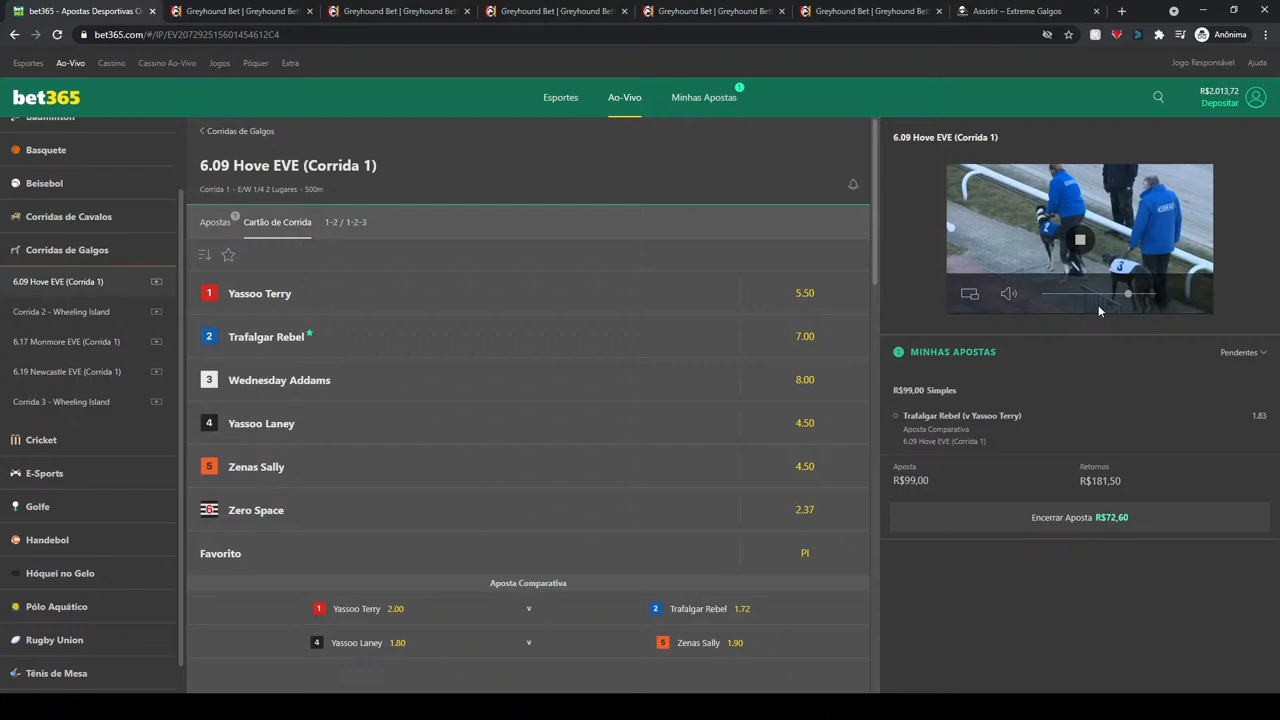 bet365 - Apostas Desportivas O
Greyhound Bet | Greyhound Bet
Greyhound Bet | Greyhound Bet
Greyhound Bet | Greyhound Bet
Greyhound Bet | Greyhound Bet
Greyhound Bet | Greyhound Bet
Assistir – Extreme Galgos
bet365.com/#/IP/EV207292515601454612C4
Anônima
Esportes
Ao-Vivo
Cassino
Cassino Ao-Vivo
Jogos
Pôquer
Extra
Jogo Responsável
Ajuda
bet365
Esportes
Ao-Vivo
Minhas Apostas
1
R$2.013,72
Depositar
Badminton
Basquete
Beisebol
Corridas de Cavalos
Corridas de Galgos
6.09 Hove EVE (Corrida 1)
Corrida 2 - Wheeling Island
6.17 Monmore EVE (Corrida 1)
6.19 Newcastle EVE (Corrida 1)
Corrida 3 - Wheeling Island
Cricket
E-Sports
Golfe
Handebol
Hóquei no Gelo
Pólo Aquático
Rugby Union
Tênis de Mesa
Corridas de Galgos
6.09 Hove EVE (Corrida 1)
Corrida 1 - E/W 1/4 2 Lugares - 500m
Apostas 1
Cartão de Corrida
1-2 / 1-2-3
1 Yassoo Terry 5.50
2 Trafalgar Rebel 7.00
3 Wednesday Addams 8.00
4 Yassoo Laney 4.50
5 Zenas Sally 4.50
6 Zero Space 2.37
Favorito PI
Aposta Comparativa
1 Yassoo Terry 2.00 v 2 Trafalgar Rebel 1.72
4 Yassoo Laney 1.80 v 5 Zenas Sally 1.90
6.09 Hove EVE (Corrida 1)
CORAL
2
3
1 MINHAS APOSTAS
Pendentes
R$99,00 Simples
Trafalgar Rebel (v Yassoo Terry) 1.83
Aposta Comparativa
6.09 Hove EVE (Corrida 1)
Aposta Retornos
R$99,00 R$181,50
Encerrar Aposta R$72,60